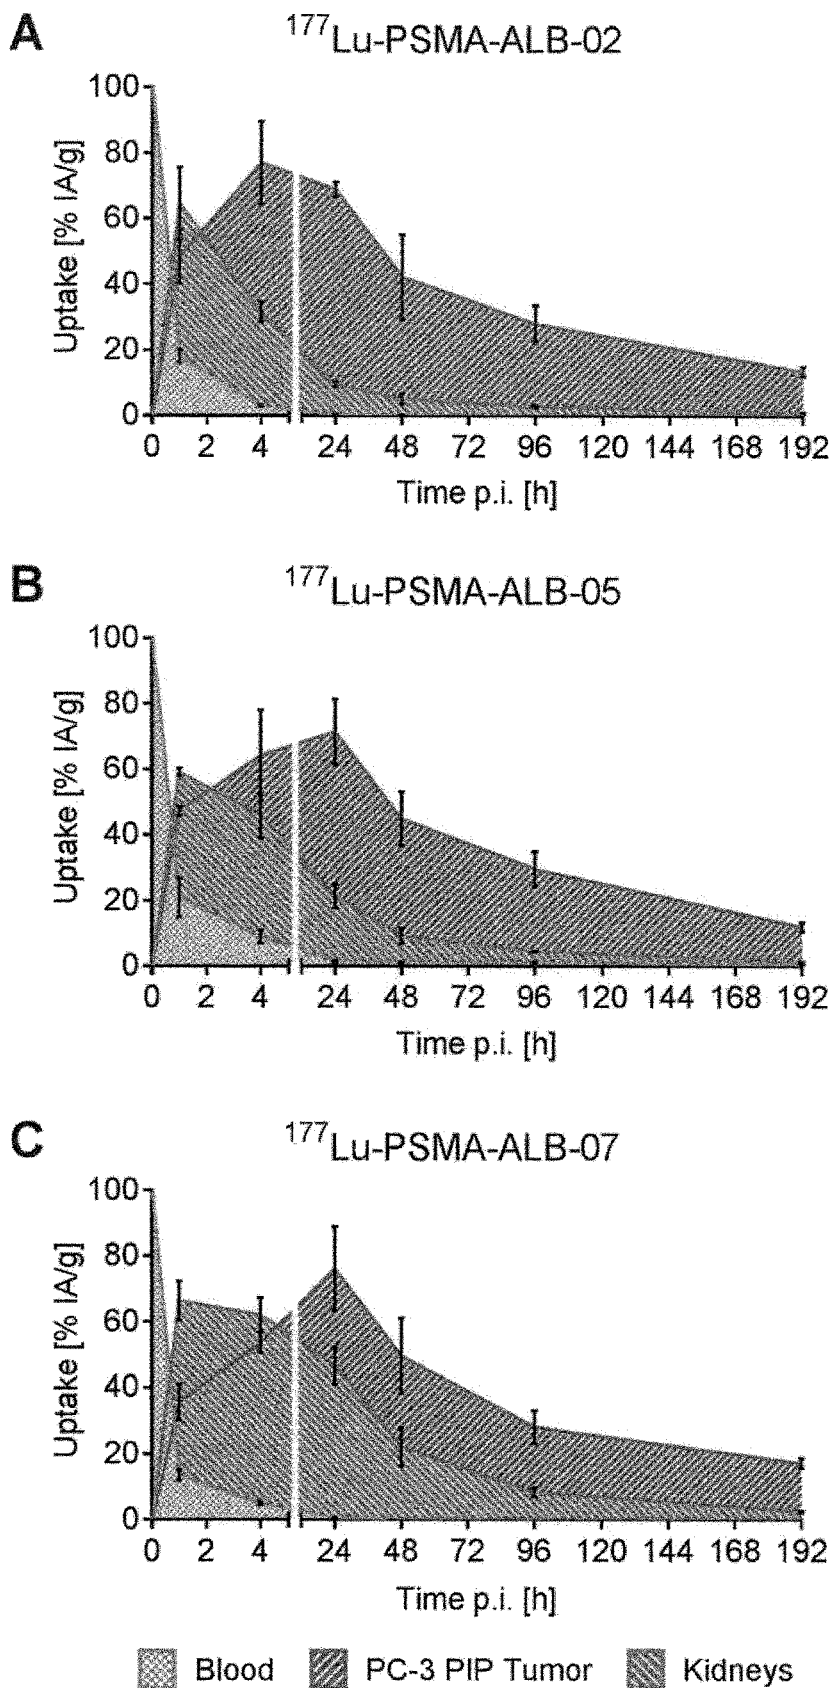 A
177Lu-PSMA-ALB-02
100
80
60
40
20
0
Uptake [% IA/g]
0 2 4 24 48 72 96 120 144 168 192
Time p.i. [h]
B
177Lu-PSMA-ALB-05
100
80
60
40
20
0
Uptake [% IA/g]
0 2 4 24 48 72 96 120 144 168 192
Time p.i. [h]
C
177Lu-PSMA-ALB-07
100
80
60
40
20
0
Uptake [% IA/g]
0 2 4 24 48 72 96 120 144 168 192
Time p.i. [h]
Blood PC-3 PIP Tumor Kidneys